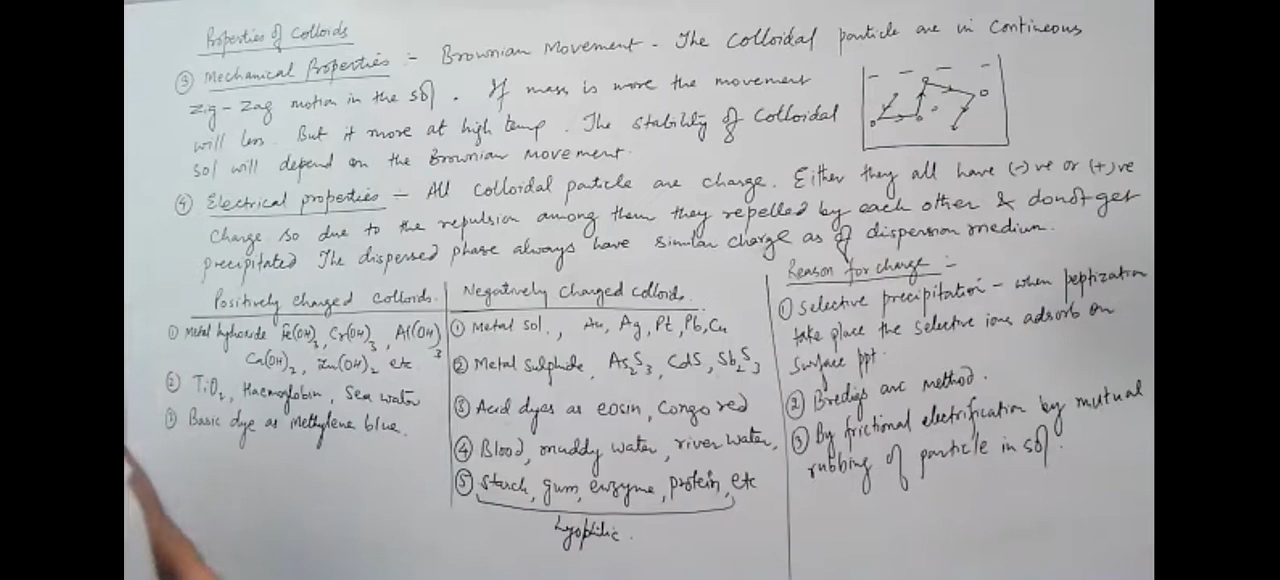 Properties of Colloids
③ Mechanical Properties :- Brownian Movement - The colloidal particle are in contineous
zig-zag motion in the sol. If mass is more the movement
will less. But it more at high temp. The stability of colloidal
sol will depend on the Brownian Movement.
④ Electrical properties - All colloidal particle are charge. Either they all have (-)ve or (+)ve
charge so due to the repulsion among them they repelled by each other & donot get
precipitated The dispersed phase always have similar charge as of dispersion medium.
Positively charged colloids.
① Metal hydroxide Fe(OH)3, Cr(OH)3, Al(OH)3
Ca(OH)2, Zn(OH)2 etc
② TiO2, Haemoglobin, Sea water
③ Basic dye as Methylene blue.
Negatively Charged colloids.
① Metal sol., Au, Ag, Pt, Pb, Cu
② Metal Sulphide, As2S3, CdS, Sb2S3
③ Acid dyes as eosin, Congo red
④ Blood, muddy water, river water,
⑤ Starch, gum, enzyme, protein, etc
Lyophilic.
Reason for charge :-
① Selective precipitation - when peptization
take place the selective ions adsorb on
surface ppt.
② Bredigs arc method.
③ By frictional electrification by mutual
rubbing of particle in sol.